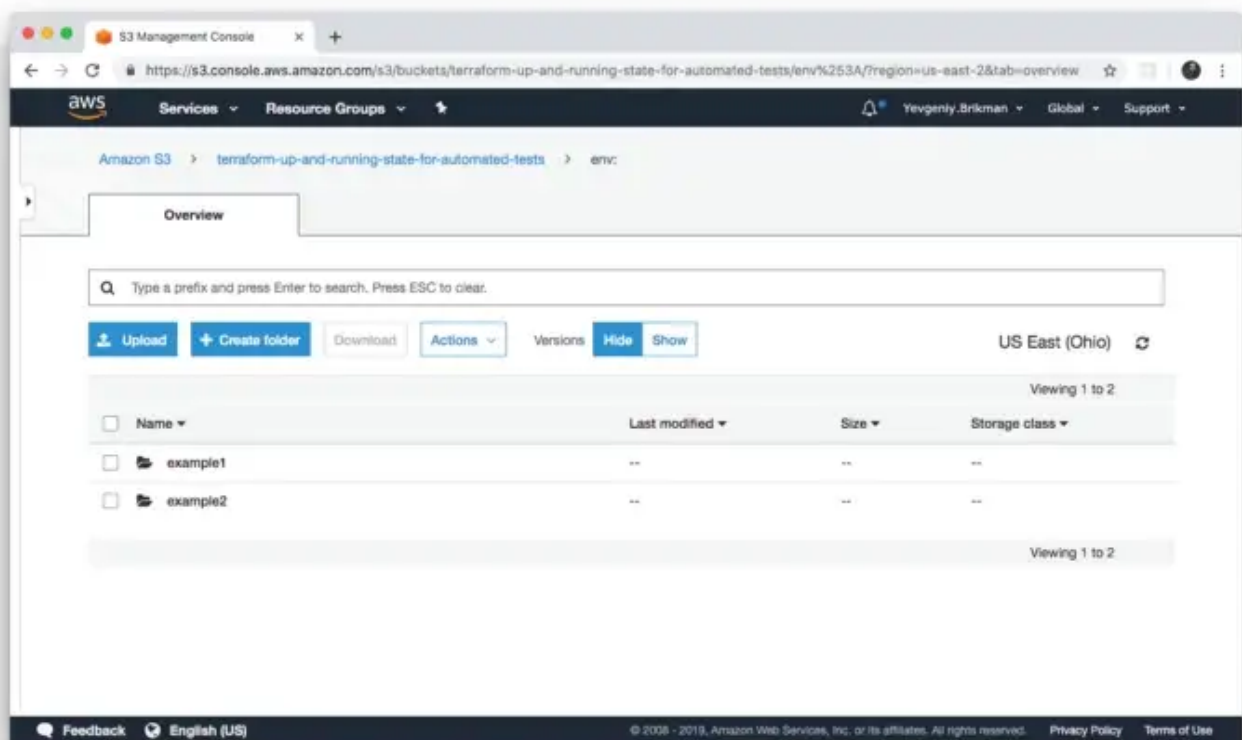 S3 Management Console
https://s3.console.aws.amazon.com/s3/buckets/terraform-up-and-running-state-for-automated-tests/env%253A/?region=us-east-2&tab=overview
aws Services Resource Groups Yevgeniy.Brikman Global Support
Amazon S3 > terraform-up-and-running-state-for-automated-tests > env:
Overview
Type a prefix and press Enter to search. Press ESC to clear.
Upload + Create folder Download Actions Versions Hide Show US East (Ohio)
Viewing 1 to 2
Name Last modified Size Storage class
example1 -- -- --
example2 -- -- --
Viewing 1 to 2
Feedback English (US) © 2008 - 2019, Amazon Web Services, Inc. or its affiliates. All rights reserved. Privacy Policy Terms of Use